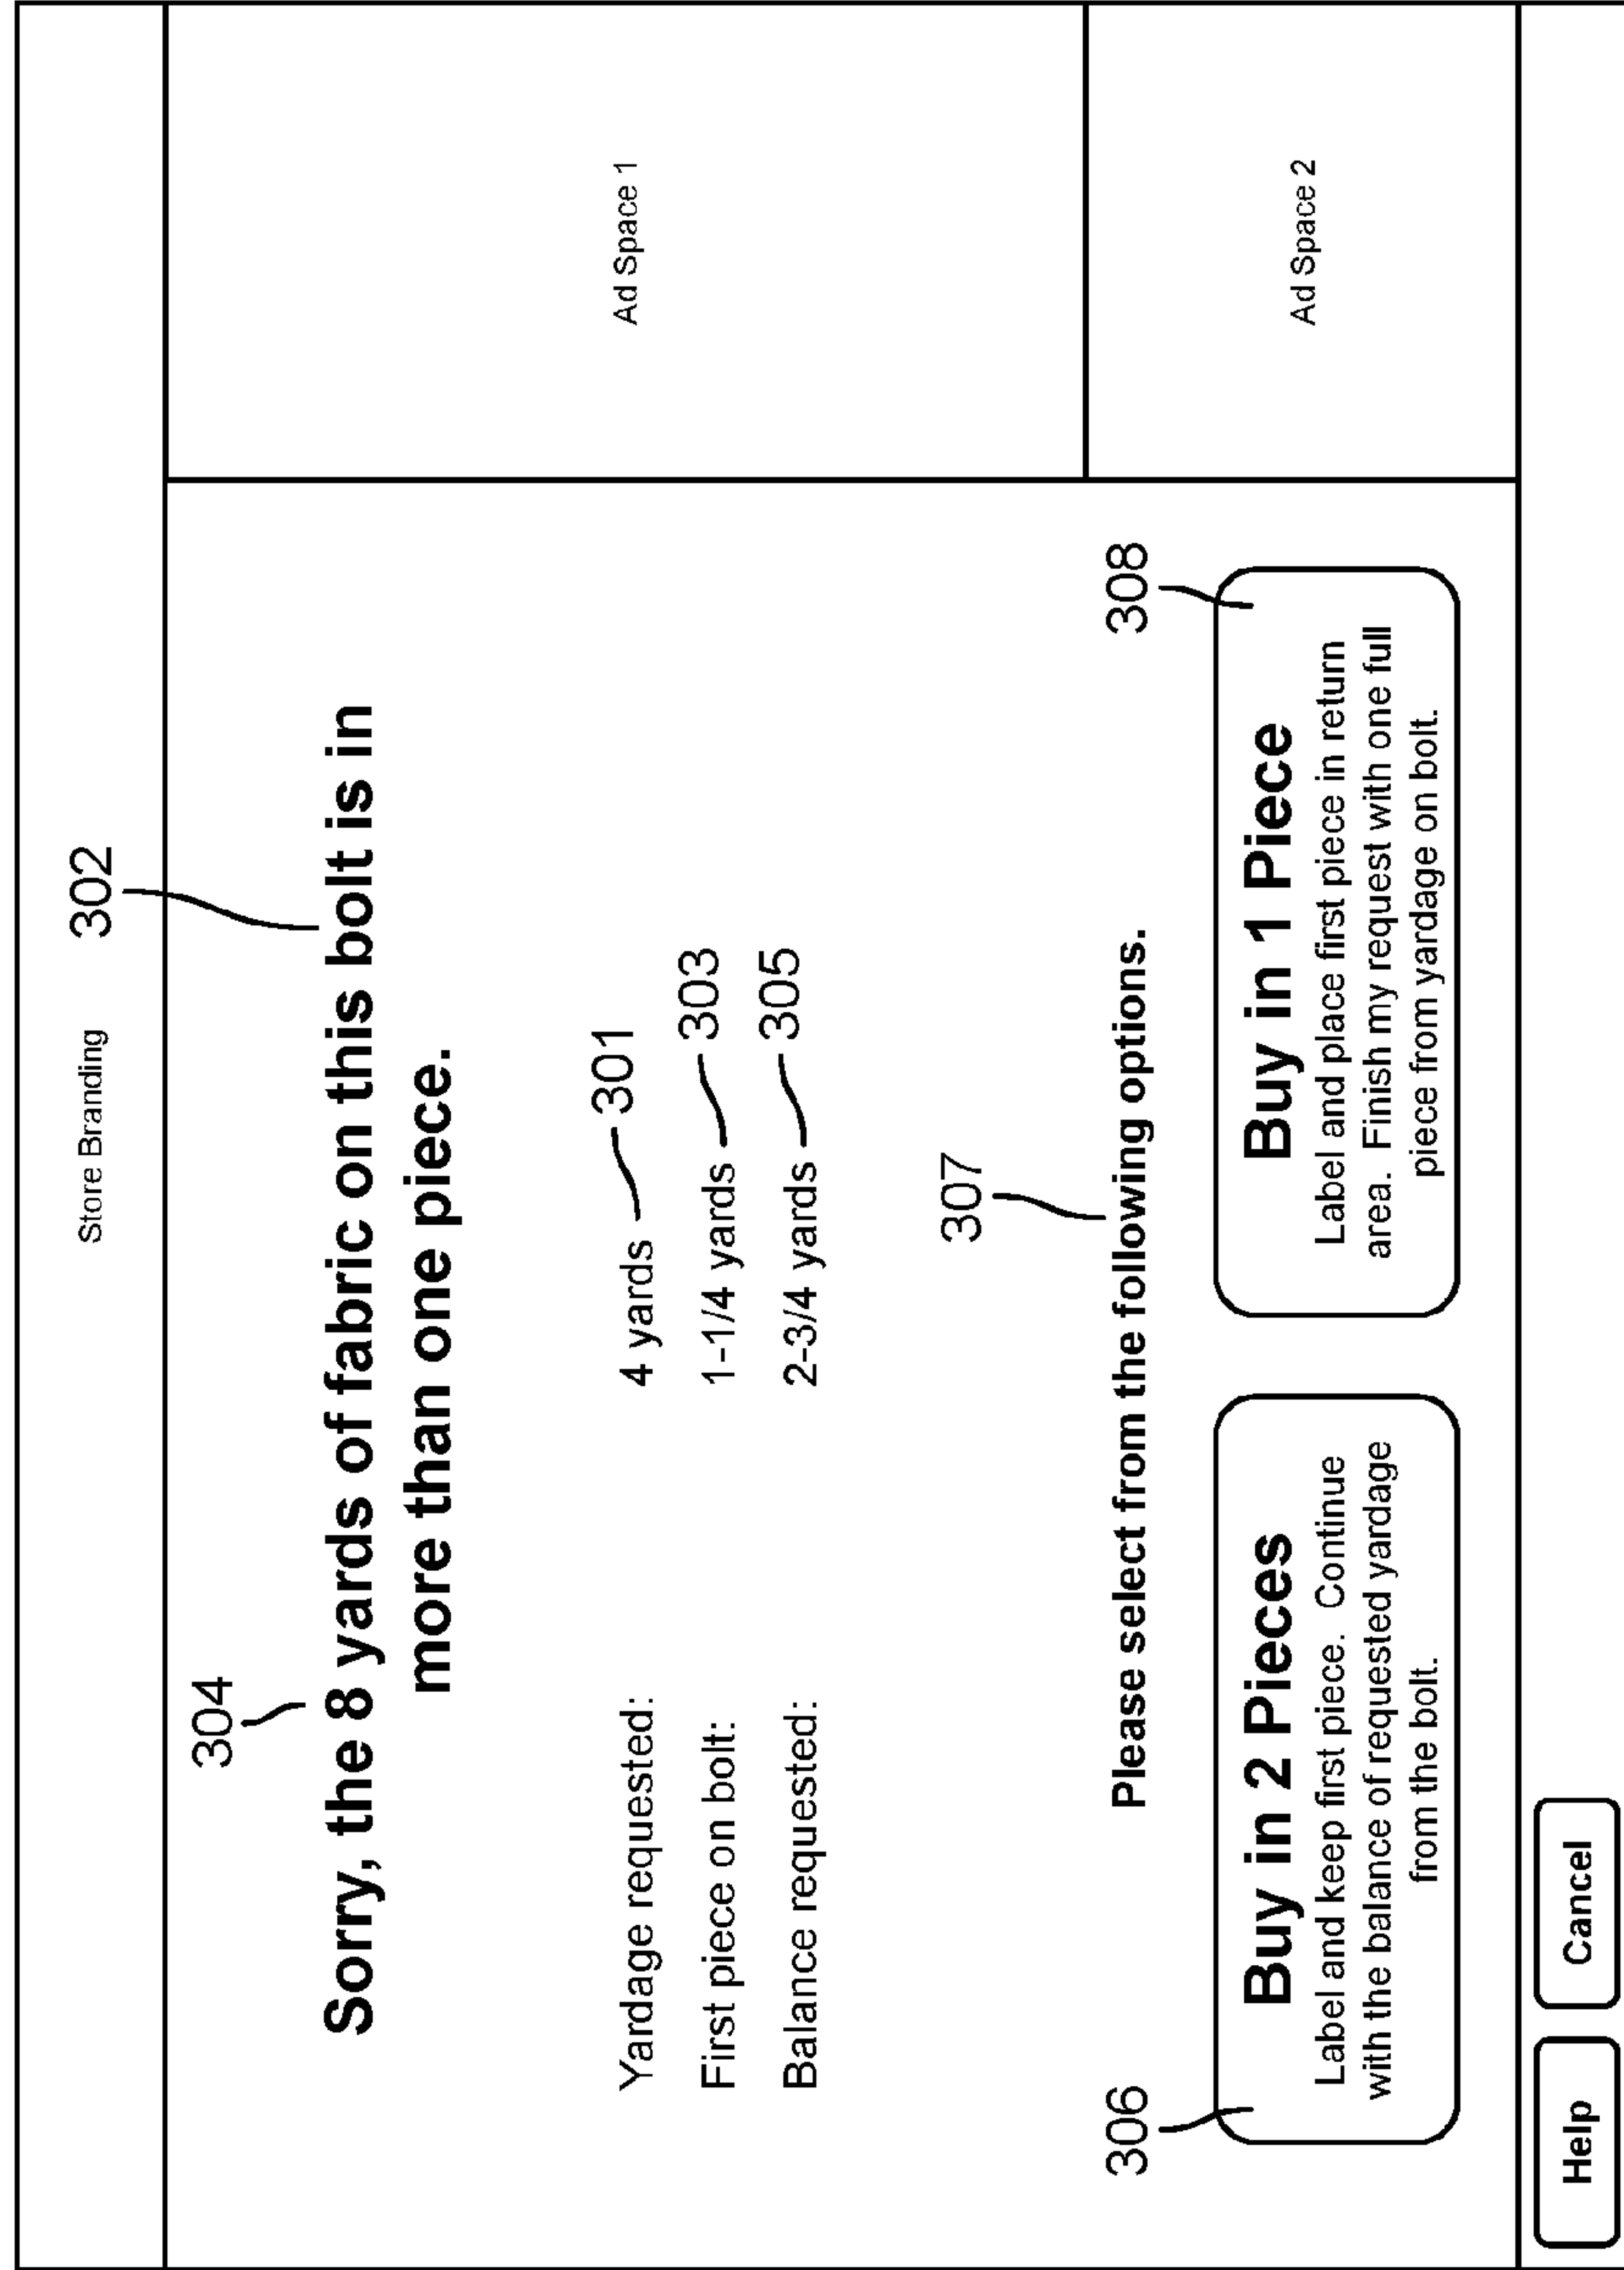 Store Branding
302
304
Sorry, the 8 yards of fabric on this bolt is in
more than one piece.
Ad Space 1
Yardage requested: 4 yards 301
First piece on bolt: 1-1/4 yards 303
Balance requested: 2-3/4 yards 305
307
Please select from the following options.
306
Buy in 2 Pieces
Label and keep first piece. Continue
with the balance of requested yardage
from the bolt.
308
Buy in 1 Piece
Label and place first piece in return
area. Finish my request with one full
piece from yardage on bolt.
Ad Space 2
Help
Cancel